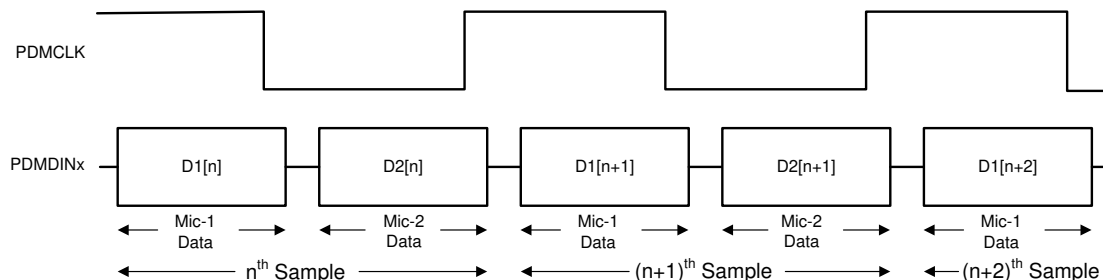 PDMCLK
PDMDINx
D1[n]
D2[n]
D1[n+1]
D2[n+1]
D1[n+2]
Mic-1
Data
Mic-2
Data
Mic-1
Data
Mic-2
Data
Mic-1
Data
nth Sample
(n+1)th Sample
(n+2)th Sample